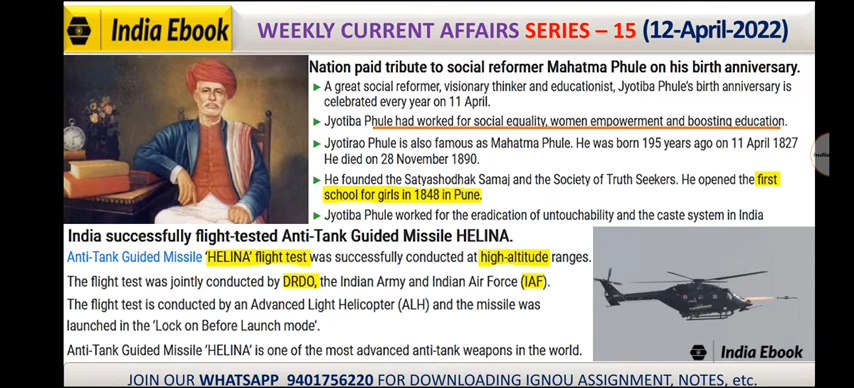 India Ebook
WEEKLY CURRENT AFFAIRS SERIES – 15 (12-April-2022)
Nation paid tribute to social reformer Mahatma Phule on his birth anniversary.
A great social reformer, visionary thinker and educationist, Jyotiba Phule's birth anniversary is
celebrated every year on 11 April.
Jyotiba Phule had worked for social equality, women empowerment and boosting education.
Jyotirao Phule is also famous as Mahatma Phule. He was born 195 years ago on 11 April 1827
He died on 28 November 1890.
He founded the Satyashodhak Samaj and the Society of Truth Seekers. He opened the first
school for girls in 1848 in Pune.
Jyotiba Phule worked for the eradication of untouchability and the caste system in India
India successfully flight-tested Anti-Tank Guided Missile HELINA.
Anti-Tank Guided Missile 'HELINA' flight test was successfully conducted at high-altitude ranges.
The flight test was jointly conducted by DRDO, the Indian Army and Indian Air Force (IAF).
The flight test is conducted by an Advanced Light Helicopter (ALH) and the missile was
launched in the 'Lock on Before Launch mode'.
Anti-Tank Guided Missile 'HELINA' is one of the most advanced anti-tank weapons in the world.
India Ebook
JOIN OUR WHATSAPP 9401756220 FOR DOWNLOADING IGNOU ASSIGNMENT, NOTES, etc.